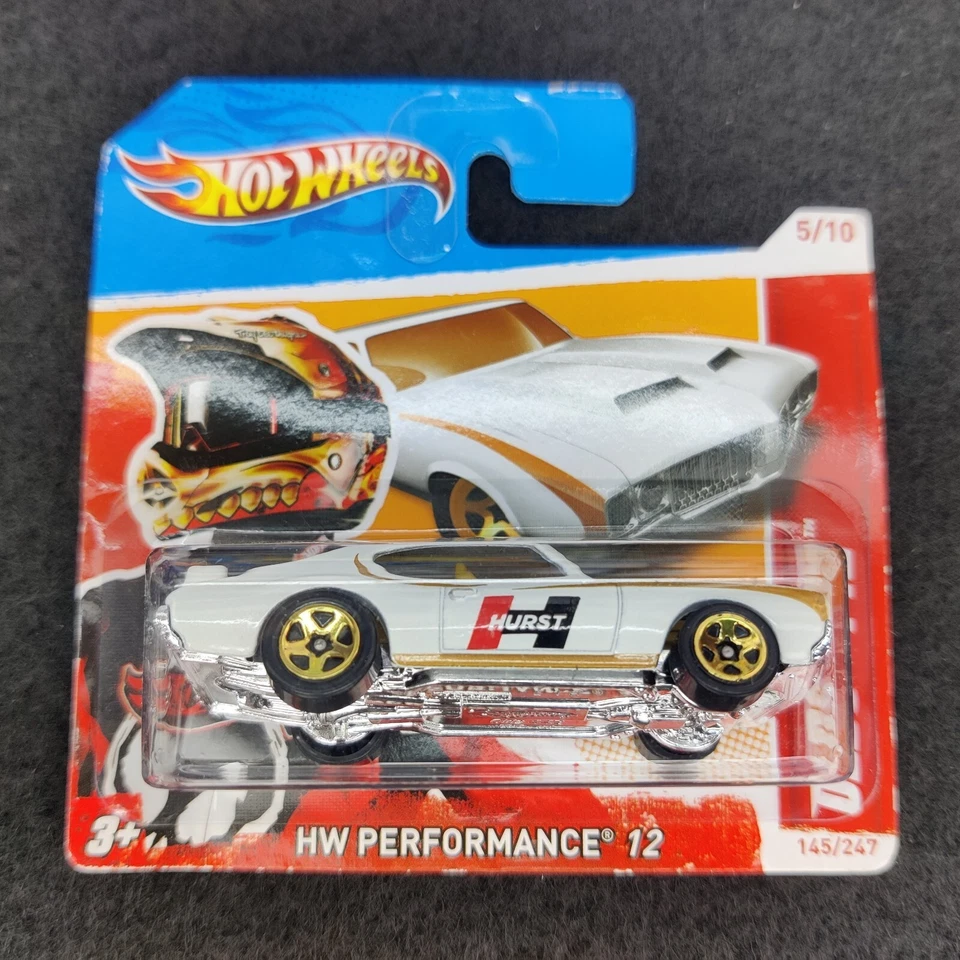 HOT WHEELS
5/10
HURST
3+
HW PERFORMANCE® 12
145/247